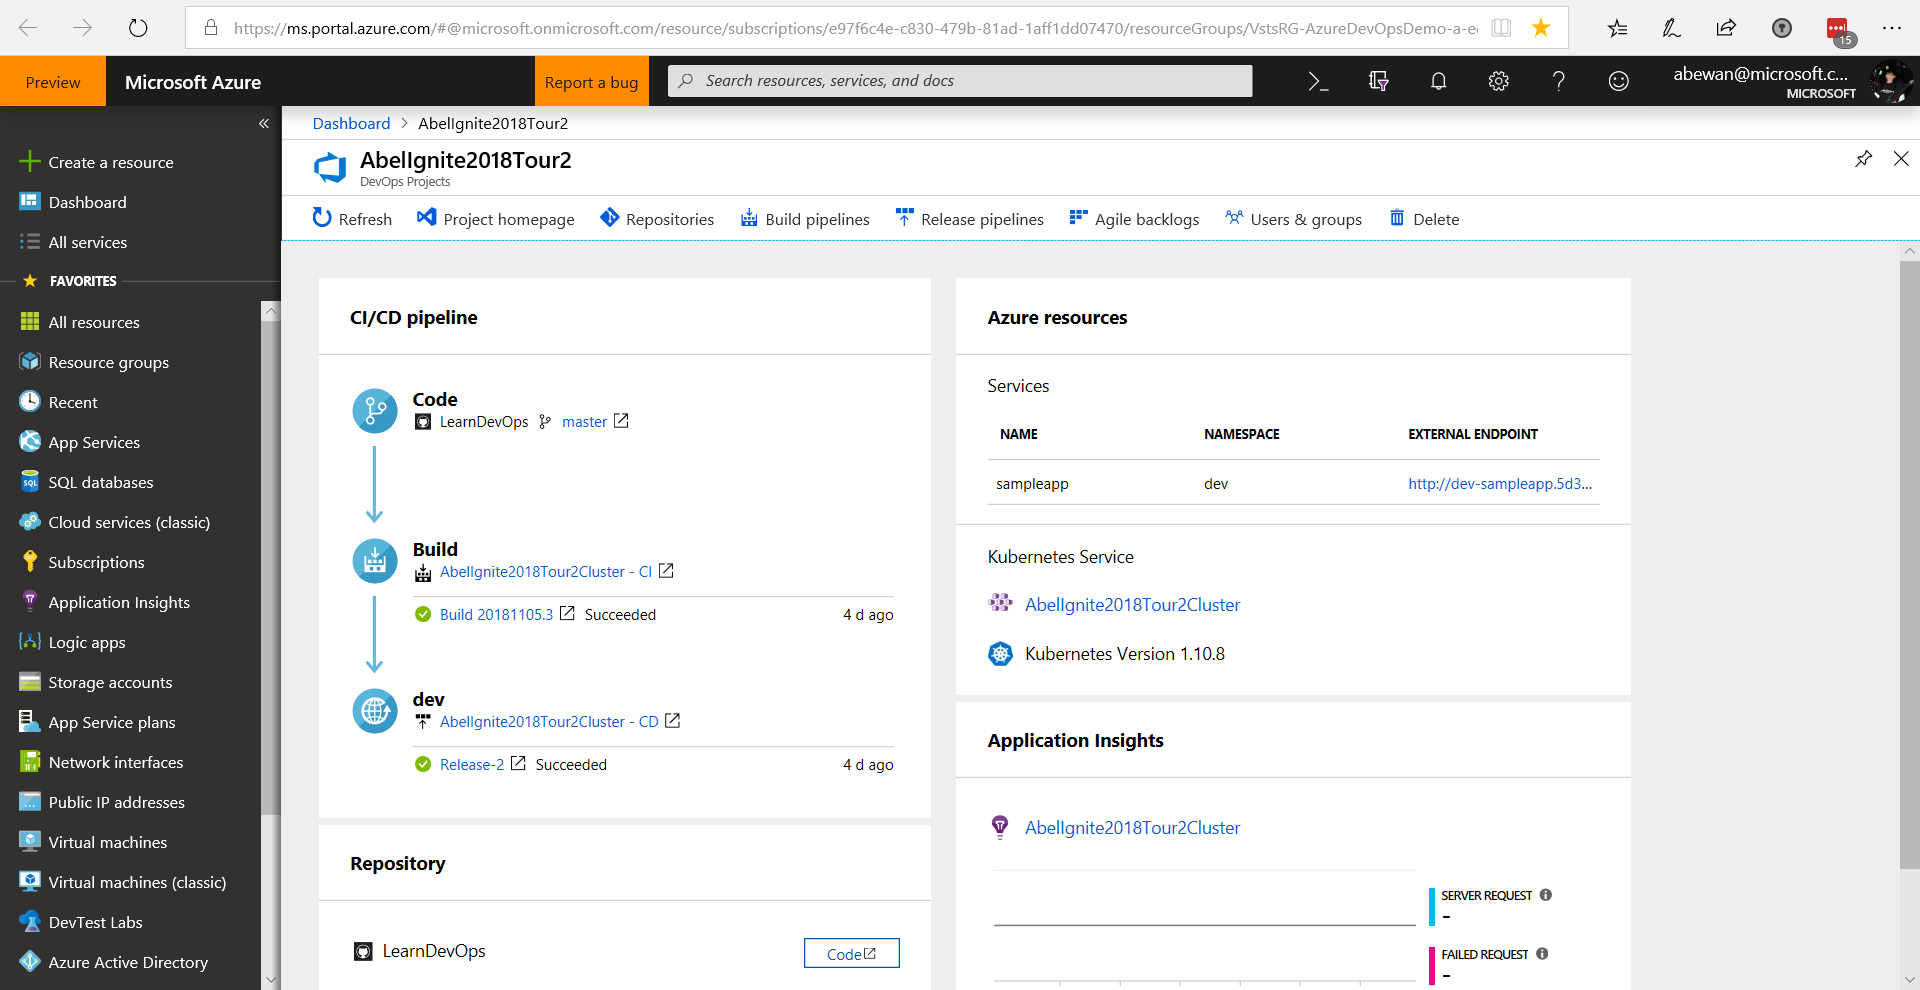 https://ms.portal.azure.com/#@microsoft.onmicrosoft.com/resource/subscriptions/e97f6c4e-c830-479b-81ad-1aff1dd07470/resourceGroups/VstsRG-AzureDevOpsDemo-a-e
15
Preview
Microsoft Azure
Report a bug
Search resources, services, and docs
abewan@microsoft.c...
MICROSOFT
Create a resource
Dashboard
All services
FAVORITES
All resources
Resource groups
Recent
App Services
SQL databases
Cloud services (classic)
Subscriptions
Application Insights
Logic apps
Storage accounts
App Service plans
Network interfaces
Public IP addresses
Virtual machines
Virtual machines (classic)
DevTest Labs
Azure Active Directory
Dashboard > AbelIgnite2018Tour2
AbelIgnite2018Tour2
DevOps Projects
Refresh Project homepage Repositories Build pipelines Release pipelines Agile backlogs Users & groups Delete
CI/CD pipeline
Code
LearnDevOps master
Build
AbelIgnite2018Tour2Cluster - CI
Build 20181105.3 Succeeded 4 d ago
dev
AbelIgnite2018Tour2Cluster - CD
Release-2 Succeeded 4 d ago
Repository
LearnDevOps Code
Azure resources
Services
NAME NAMESPACE EXTERNAL ENDPOINT
sampleapp dev http://dev-sampleapp.5d3...
Kubernetes Service
AbelIgnite2018Tour2Cluster
Kubernetes Version 1.10.8
Application Insights
AbelIgnite2018Tour2Cluster
SERVER REQUEST
--
FAILED REQUEST
--